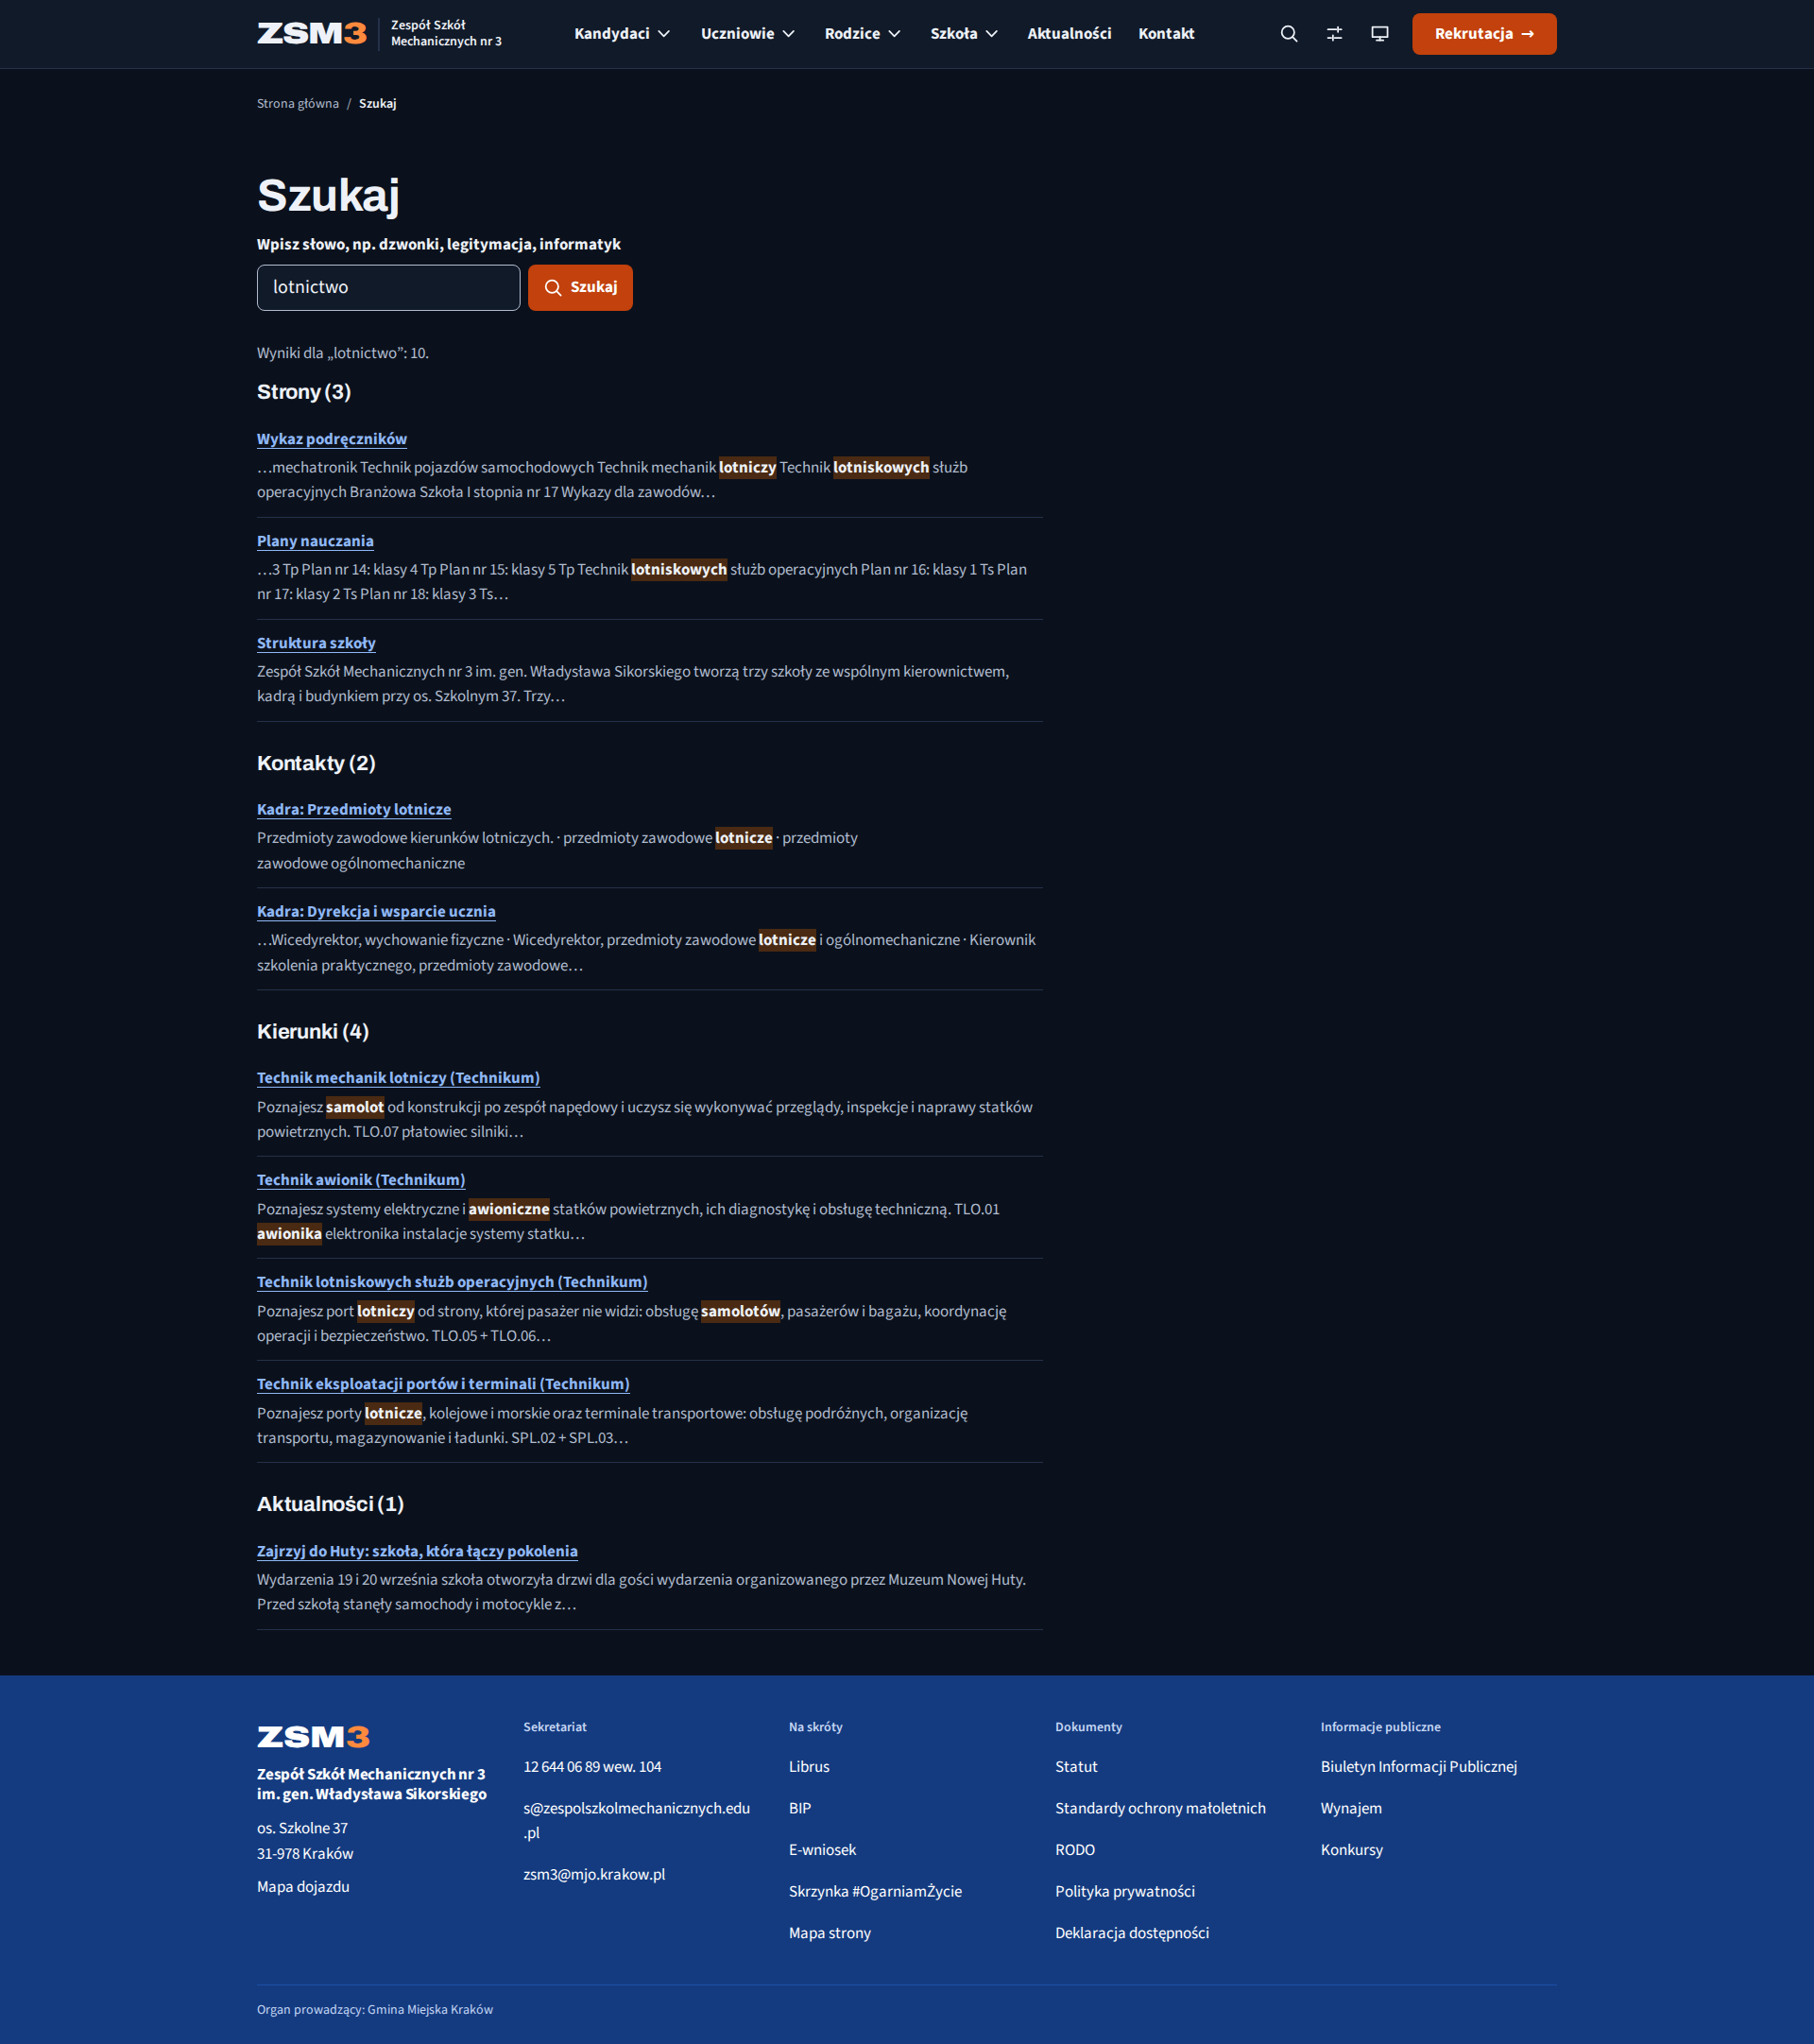 ZSM3
Zespół Szkół
Mechanicznych nr 3
Kandydaci
Uczniowie
Rodzice
Szkoła
Aktualności
Kontakt
Rekrutacja →
Strona główna / Szukaj
Szukaj
Wpisz słowo, np. dzwonki, legitymacja, informatyk
lotnictwo
Szukaj
Wyniki dla „lotnictwo”: 10.
Strony (3)
Wykaz podręczników
…mechatronik Technik pojazdów samochodowych Technik mechanik lotniczy Technik lotniskowych służb
operacyjnych Branżowa Szkoła I stopnia nr 17 Wykazy dla zawodów…
Plany nauczania
…3 Tp Plan nr 14: klasy 4 Tp Plan nr 15: klasy 5 Tp Technik lotniskowych służb operacyjnych Plan nr 16: klasy 1 Ts Plan
nr 17: klasy 2 Ts Plan nr 18: klasy 3 Ts…
Struktura szkoły
Zespół Szkół Mechanicznych nr 3 im. gen. Władysława Sikorskiego tworzą trzy szkoły ze wspólnym kierownictwem,
kadrą i budynkiem przy os. Szkolnym 37. Trzy…
Kontakty (2)
Kadra: Przedmioty lotnicze
Przedmioty zawodowe kierunków lotniczych. · przedmioty zawodowe lotnicze · przedmioty
zawodowe ogólnomechaniczne
Kadra: Dyrekcja i wsparcie ucznia
…Wicedyrektor, wychowanie fizyczne · Wicedyrektor, przedmioty zawodowe lotnicze i ogólnomechaniczne · Kierownik
szkolenia praktycznego, przedmioty zawodowe…
Kierunki (4)
Technik mechanik lotniczy (Technikum)
Poznajesz samolot od konstrukcji po zespół napędowy i uczysz się wykonywać przeglądy, inspekcje i naprawy statków
powietrznych. TLO.07 płatowiec silniki…
Technik awionik (Technikum)
Poznajesz systemy elektryczne i awioniczne statków powietrznych, ich diagnostykę i obsługę techniczną. TLO.01
awionika elektronika instalacje systemy statku…
Technik lotniskowych służb operacyjnych (Technikum)
Poznajesz port lotniczy od strony, której pasażer nie widzi: obsługę samolotów, pasażerów i bagażu, koordynację
operacji i bezpieczeństwo. TLO.05 + TLO.06…
Technik eksploatacji portów i terminali (Technikum)
Poznajesz porty lotnicze, kolejowe i morskie oraz terminale transportowe: obsługę podróżnych, organizację
transportu, magazynowanie i ładunki. SPL.02 + SPL.03…
Aktualności (1)
Zajrzyj do Huty: szkoła, która łączy pokolenia
Wydarzenia 19 i 20 września szkoła otworzyła drzwi dla gości wydarzenia organizowanego przez Muzeum Nowej Huty.
Przed szkołą stanęły samochody i motocykle z…
ZSM3
Zespół Szkół Mechanicznych nr 3
im. gen. Władysława Sikorskiego
os. Szkolne 37
31-978 Kraków
Mapa dojazdu
Sekretariat
12 644 06 89 wew. 104
s@zespolszkolmechanicznych.edu
.pl
zsm3@mjo.krakow.pl
Na skróty
Librus
BIP
E-wniosek
Skrzynka #OgarniamŻycie
Mapa strony
Dokumenty
Statut
Standardy ochrony małoletnich
RODO
Polityka prywatności
Deklaracja dostępności
Informacje publiczne
Biuletyn Informacji Publicznej
Wynajem
Konkursy
Organ prowadzący: Gmina Miejska Kraków